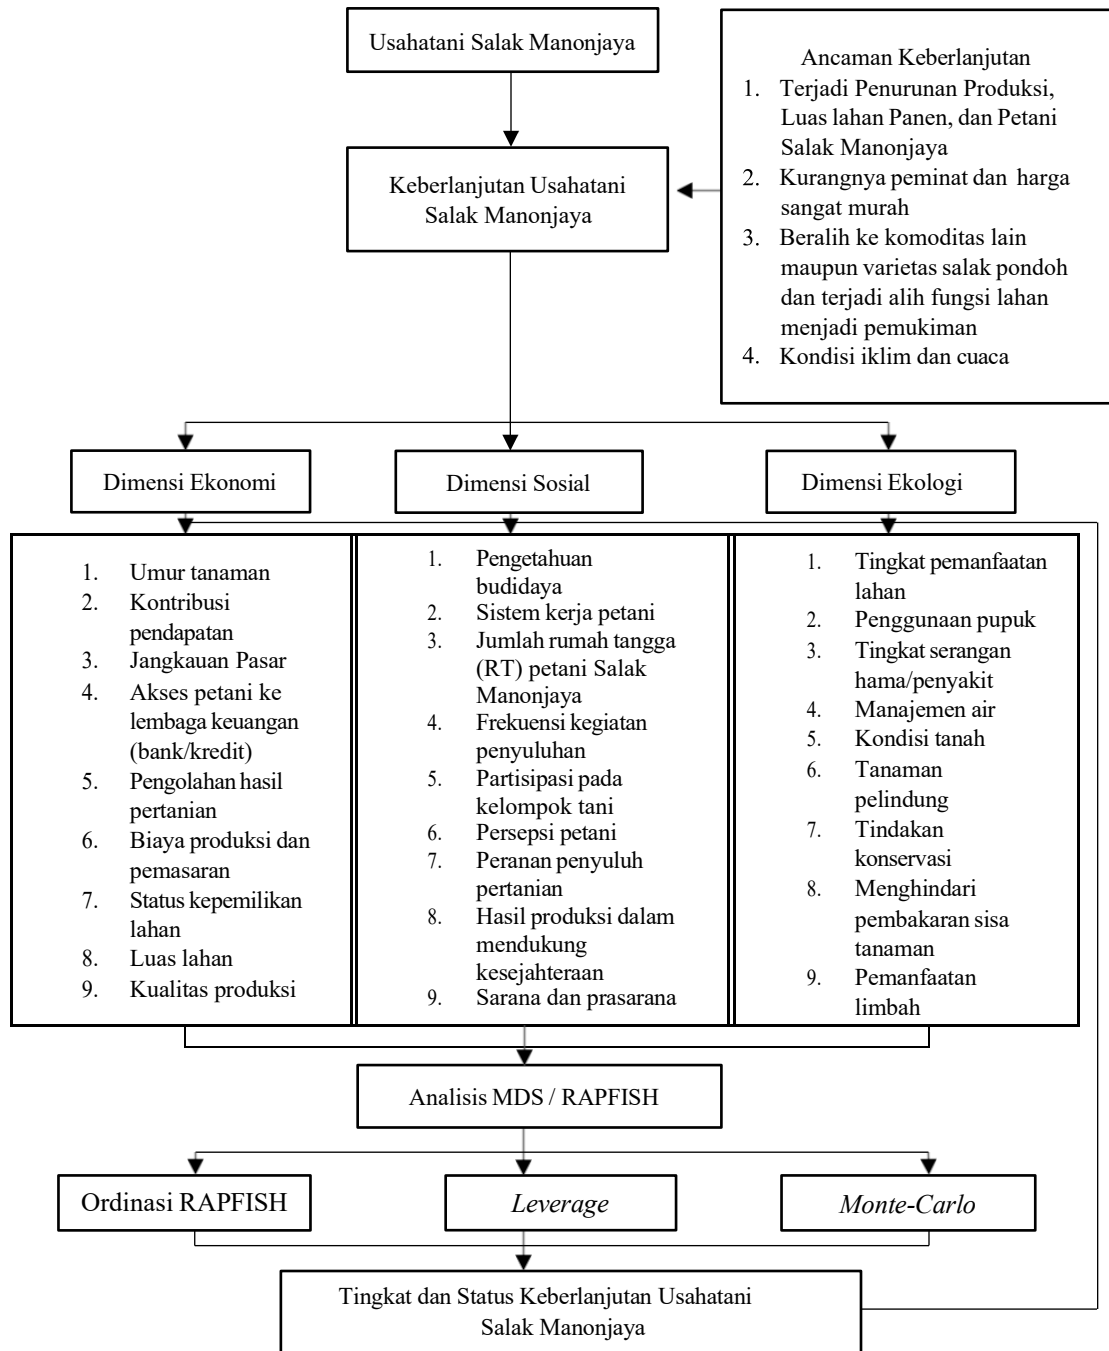 Usahatani Salak Manonjaya
Ancaman Keberlanjutan
1. Terjadi Penurunan Produksi,
Luas lahan Panen, dan Petani
Salak Manonjaya
2. Kurangnya peminat dan harga
sangat murah
3. Beralih ke komoditas lain
maupun varietas salak pondoh
dan terjadi alih fungsi lahan
menjadi pemukiman
4. Kondisi iklim dan cuaca
Keberlanjutan Usahatani
Salak Manonjaya
Dimensi Ekonomi
Dimensi Sosial
Dimensi Ekologi
1. Umur tanaman
2. Kontribusi
pendapatan
3. Jangkauan Pasar
4. Akses petani ke
lembaga keuangan
(bank/kredit)
5. Pengolahan hasil
pertanian
6. Biaya produksi dan
pemasaran
7. Status kepemilikan
lahan
8. Luas lahan
9. Kualitas produksi
1. Pengetahuan
budidaya
2. Sistem kerja petani
3. Jumlah rumah tangga
(RT) petani Salak
Manonjaya
4. Frekuensi kegiatan
penyuluhan
5. Partisipasi pada
kelompok tani
6. Persepsi petani
7. Peranan penyuluh
pertanian
8. Hasil produksi dalam
mendukung
kesejahteraan
9. Sarana dan prasarana
1. Tingkat pemanfaatan
lahan
2. Penggunaan pupuk
3. Tingkat serangan
hama/penyakit
4. Manajemen air
5. Kondisi tanah
6. Tanaman
pelindung
7. Tindakan
konservasi
8. Menghindari
pembakaran sisa
tanaman
9. Pemanfaatan
limbah
Analisis MDS / RAPFISH
Ordinasi RAPFISH
Leverage
Monte-Carlo
Tingkat dan Status Keberlanjutan Usahatani
Salak Manonjaya